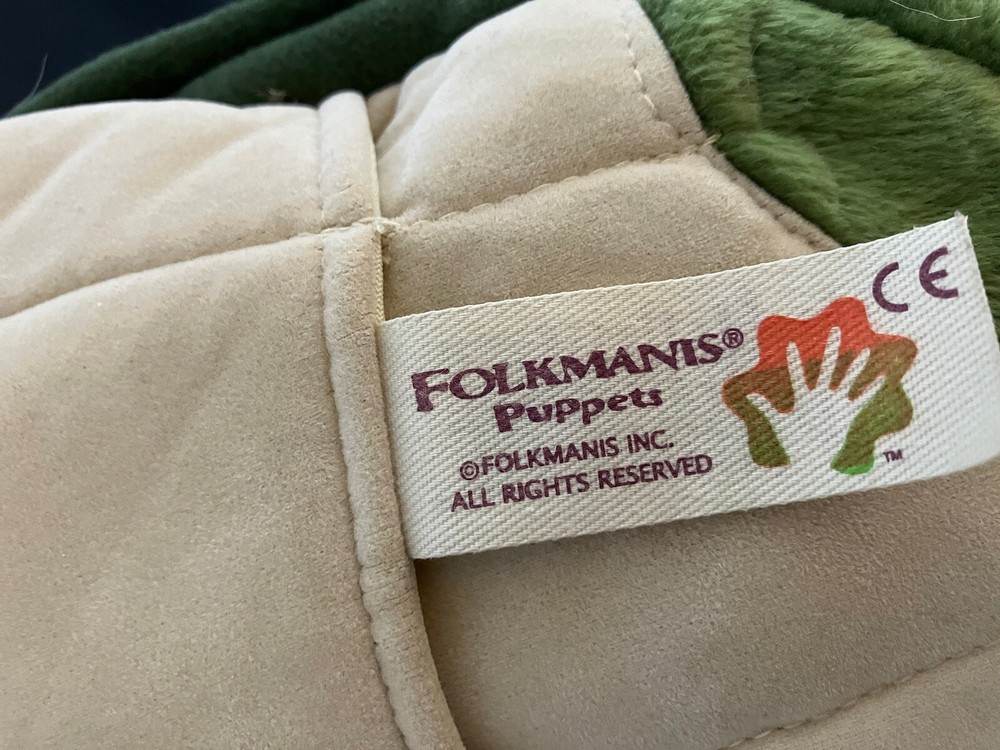 CE
FOLKMANIS®
Puppets
©FOLKMANIS INC.
ALL RIGHTS RESERVED
TM